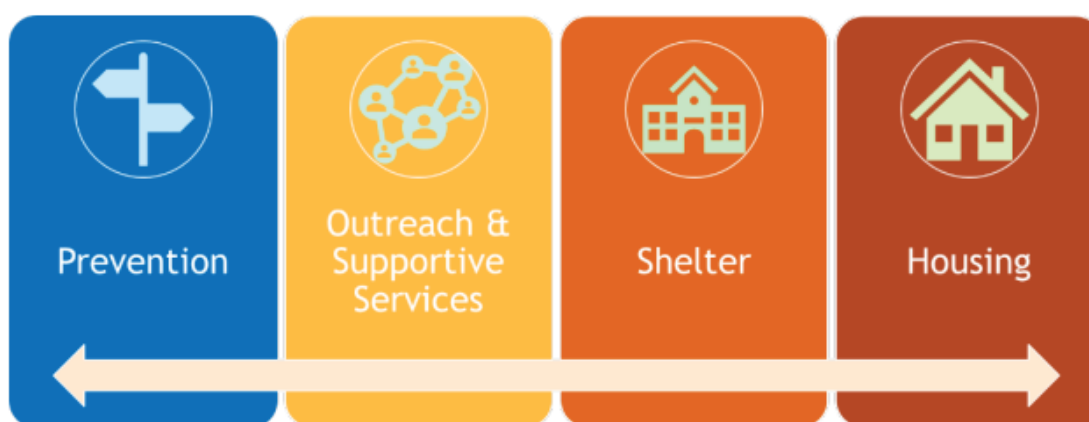 Prevention
Outreach &
Supportive
Services
Shelter
Housing